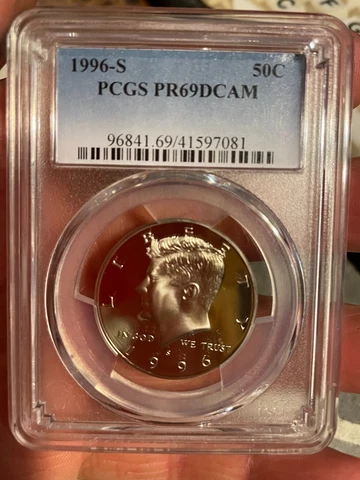 1996-S 50C
PCGS PR69DCAM
96841.69/41597081
LIBERTY
IN GOD WE TRUST
S
1996